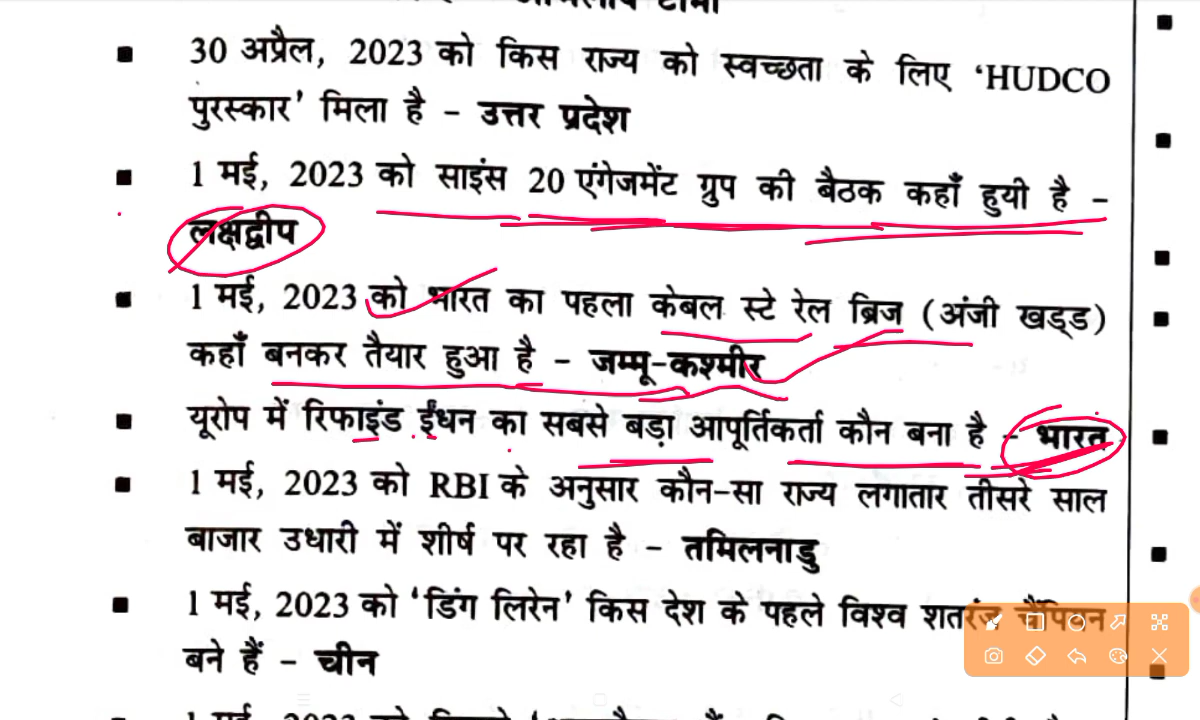 30 अप्रैल, 2023 को किस राज्य को स्वच्छता के लिए ‘HUDCO
पुरस्कार’ मिला है – उत्तर प्रदेश
1 मई, 2023 को साइंस 20 एंगेजमेंट ग्रुप की बैठक कहाँ हुयी है –
लक्षद्वीप
1 मई, 2023 को भारत का पहला केबल स्टे रेल ब्रिज (अंजी खड्ड)
कहाँ बनकर तैयार हुआ है – जम्मू-कश्मीर
यूरोप में रिफाइंड ईंधन का सबसे बड़ा आपूर्तिकर्ता कौन बना है – भारत
1 मई, 2023 को RBI के अनुसार कौन-सा राज्य लगातार तीसरे साल
बाजार उधारी में शीर्ष पर रहा है – तमिलनाडु
1 मई, 2023 को ‘डिंग लिरेन’ किस देश के पहले विश्व शतरंज चैंपियन
बने हैं – चीन